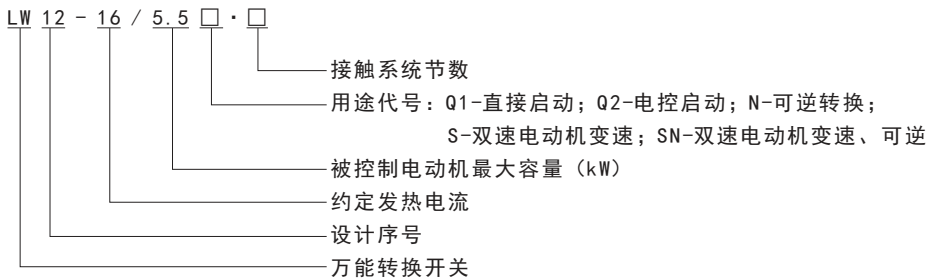 LW 12 - 16 / 5.5 □ · □
接触系统节数
用途代号：Q1-直接启动；Q2-电控启动；N-可逆转换；
S-双速电动机变速；SN-双速电动机变速、可逆
被控制电动机最大容量（kW）
约定发热电流
设计序号
万能转换开关